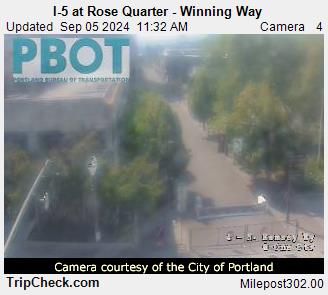 I-5 at Rose Quarter - Winning Way
Updated Sep 05 2024 11:32 AM Camera 4
PBOT
PORTLAND BUREAU OF TRANSPORTATION
Camera courtesy of the City of Portland
TripCheck.com Milepost302.00